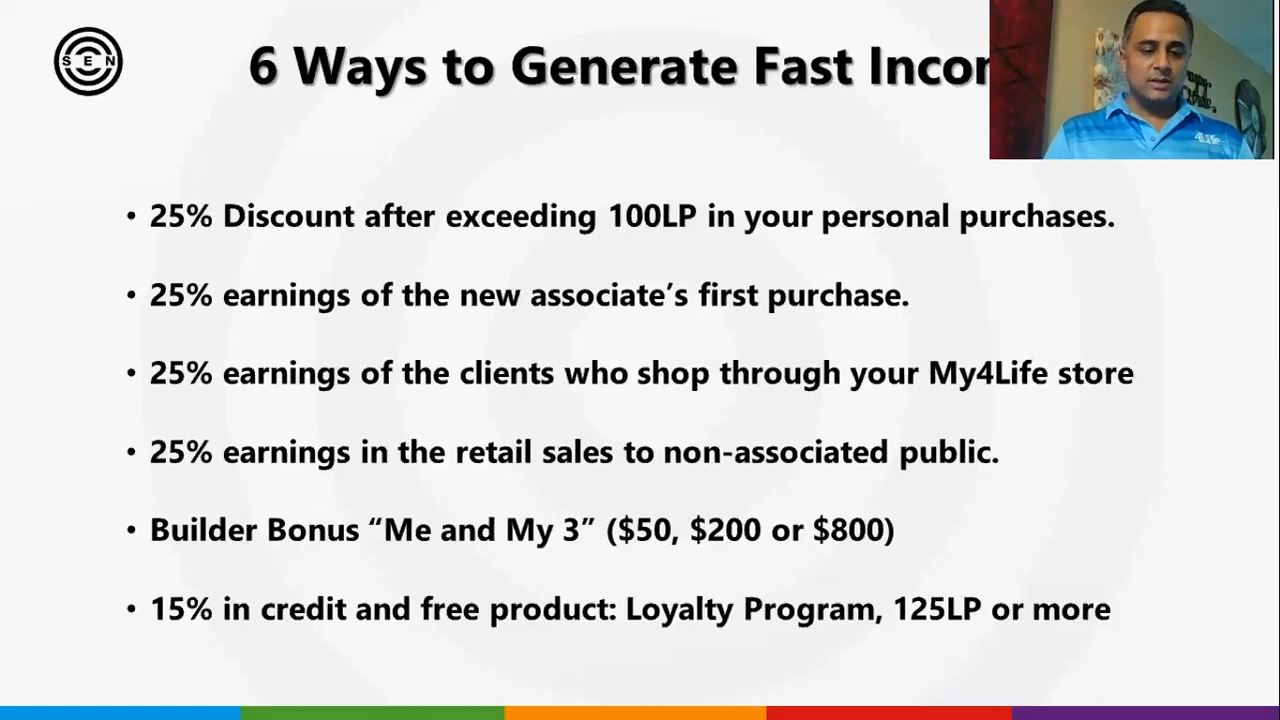 SEN
6 Ways to Generate Fast
4Life
• 25% Discount after exceeding 100LP in your personal purchases.
• 25% earnings of the new associate’s first purchase.
• 25% earnings of the clients who shop through your My4Life store
• 25% earnings in the retail sales to non-associated public.
• Builder Bonus “Me and My 3” ($50, $200 or $800)
• 15% in credit and free product: Loyalty Program, 125LP or more